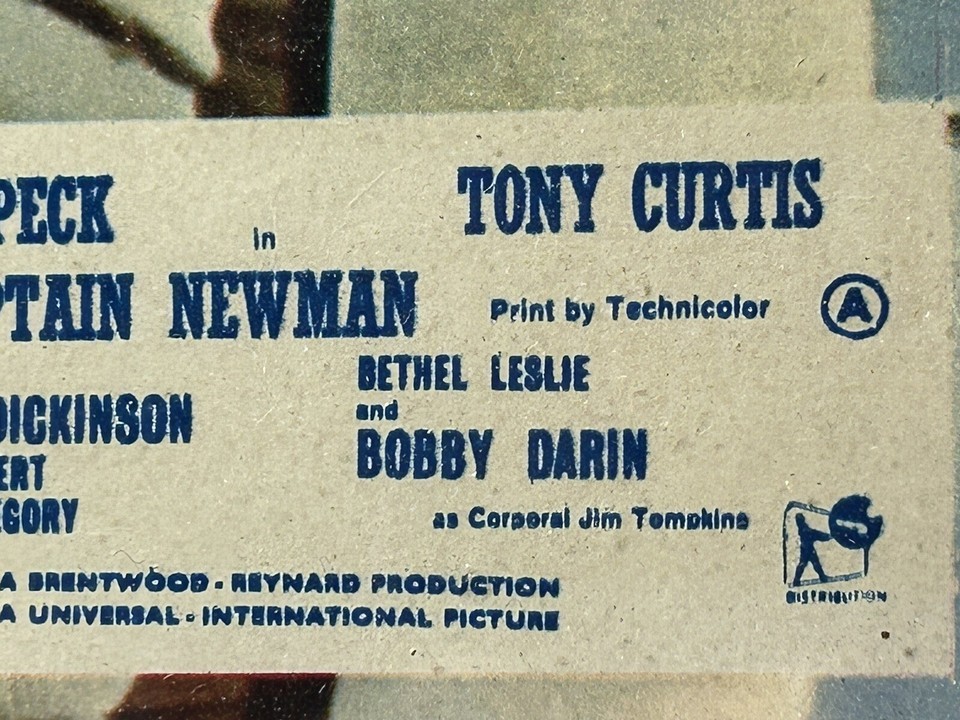 PECK
in
TONY CURTIS
PTAIN NEWMAN
Print by Technicolor
A
BETHEL LESLIE
and
DICKINSON
BOBBY DARIN
ERT
EGORY
as Corporal Jim Tompkins
A BRENTWOOD - REYNARD PRODUCTION
A UNIVERSAL - INTERNATIONAL PICTURE
DISTRIBUTION